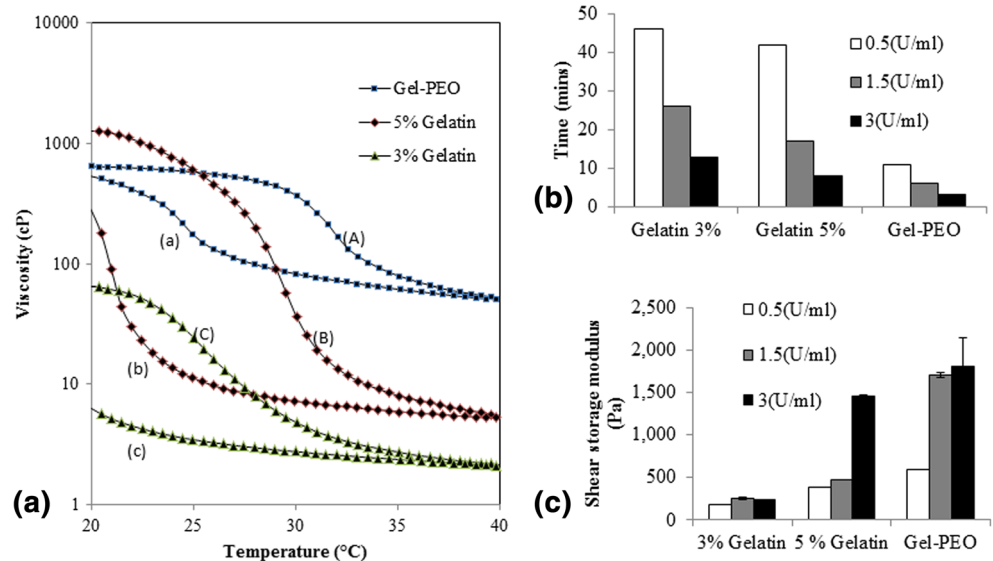 10000
1000
100
10
1
20
25
30
35
40
Viscosity (cP)
Temperature (°C)
Gel-PEO
5% Gelatin
3% Gelatin
(A)
(a)
(B)
(b)
(C)
(c)
(a)
50
40
30
20
10
0
Time (mins)
0.5(U/ml)
1.5(U/ml)
3(U/ml)
Gelatin 3%
Gelatin 5%
Gel-PEO
(b)
2,500
2,000
1,500
1,000
500
0
Shear storage modulus
(Pa)
0.5(U/ml)
1.5(U/ml)
3(U/ml)
3% Gelatin
5 % Gelatin
Gel-PEO
(c)